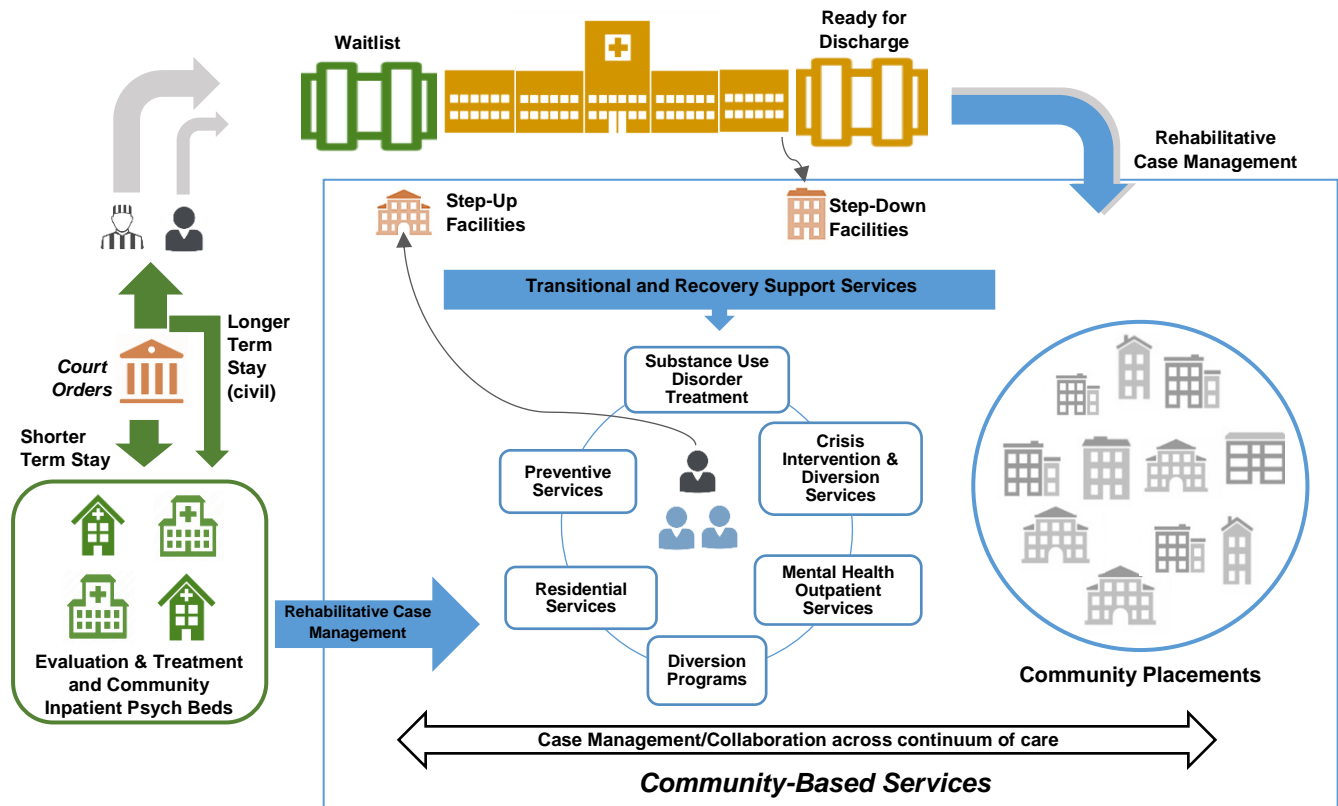 Waitlist
Ready for
Discharge
Rehabilitative
Case Management
Step-Up
Facilities
Step-Down
Facilities
Transitional and Recovery Support Services
Longer
Term
Stay
(civil)
Court
Orders
Shorter
Term Stay
Substance Use
Disorder
Treatment
Crisis
Intervention &
Diversion
Services
Preventive
Services
Mental Health
Outpatient
Services
Residential
Services
Diversion
Programs
Rehabilitative Case
Management
Evaluation & Treatment
and Community
Inpatient Psych Beds
Community Placements
Case Management/Collaboration across continuum of care
Community-Based Services